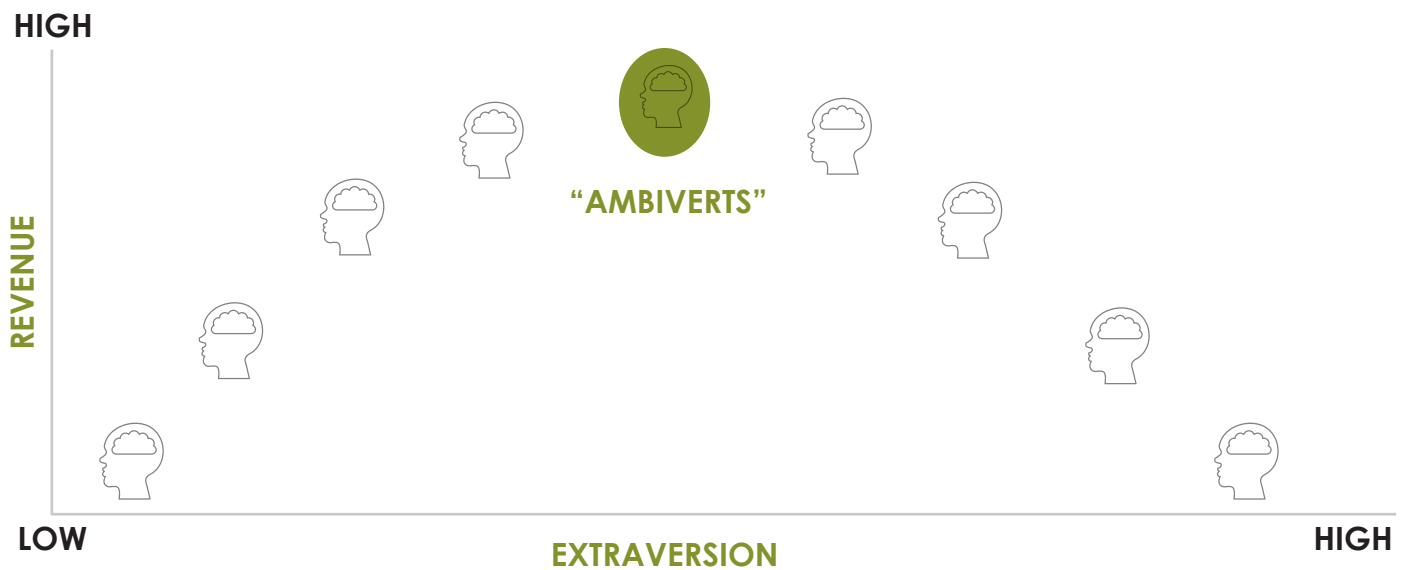 HIGH
“AMBIVERTS”
REVENUE
LOW
HIGH
EXTRAVERSION